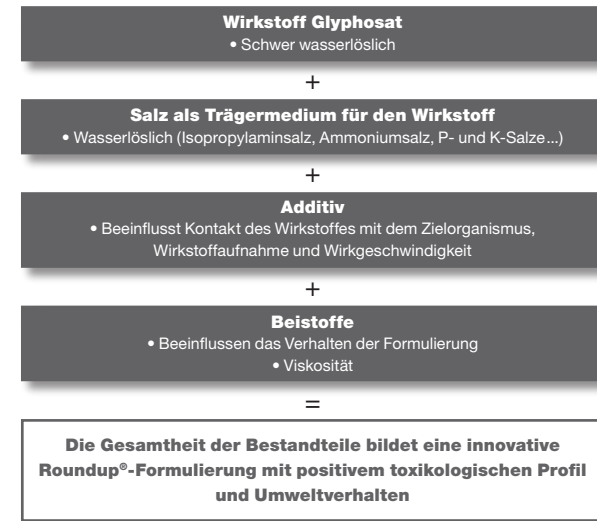 Wirkstoff Glyphosat
• Schwer wasserlöslich
+
Salz als Trägermedium für den Wirkstoff
• Wasserlöslich (Isopropylaminsalz, Ammoniumsalz, P- und K-Salze...)
+
Additiv
• Beeinflusst Kontakt des Wirkstoffes mit dem Zielorganismus,
Wirkstoffaufnahme und Wirkgeschwindigkeit
+
Beistoffe
• Beeinflussen das Verhalten der Formulierung
• Viskosität
=
Die Gesamtheit der Bestandteile bildet eine innovative
Roundup®-Formulierung mit positivem toxikologischen Profil
und Umweltverhalten